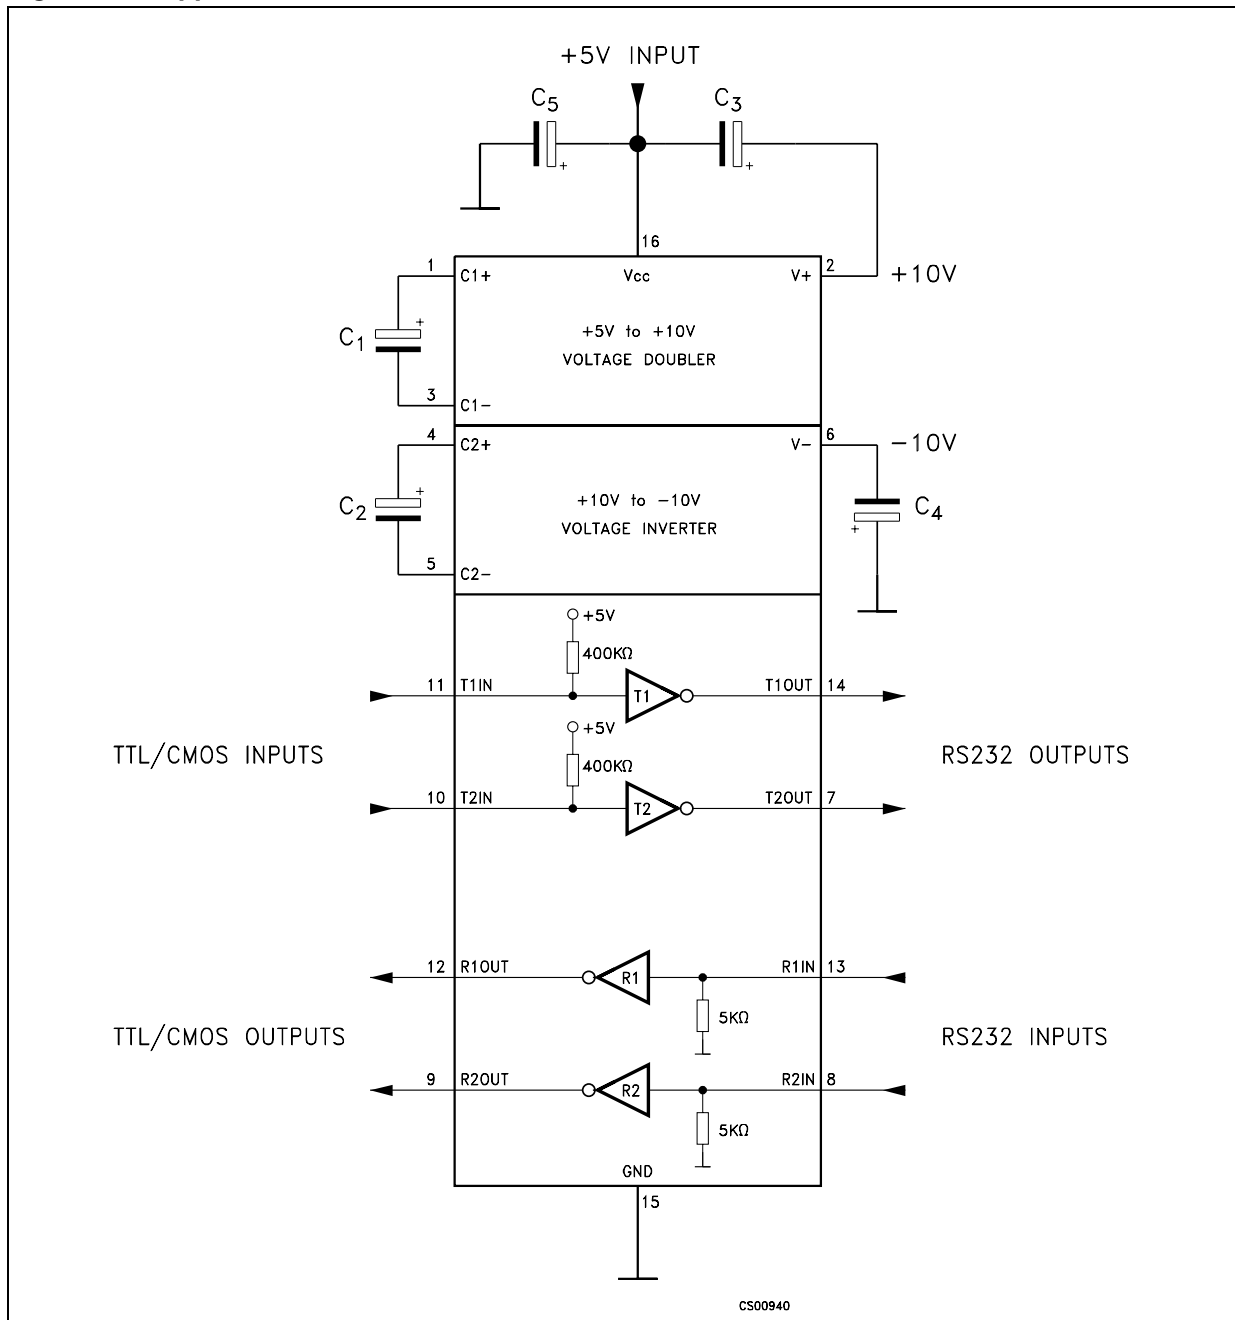 +5V INPUT
C5
C3
+
+
16
1
C1+
Vcc
V+
2
+10V
+
C1
+5V to +10V
VOLTAGE DOUBLER
3
C1-
4
C2+
V-
6
-10V
+
C2
+10V to -10V
VOLTAGE INVERTER
C4
+
5
C2-
+5V
400KΩ
11
T1IN
T1
T1OUT
14
+5V
TTL/CMOS INPUTS
RS232 OUTPUTS
400KΩ
10
T2IN
T2
T2OUT
7
12
R1OUT
R1
R1IN
13
5KΩ
TTL/CMOS OUTPUTS
RS232 INPUTS
9
R2OUT
R2
R2IN
8
5KΩ
GND
15
CS00940